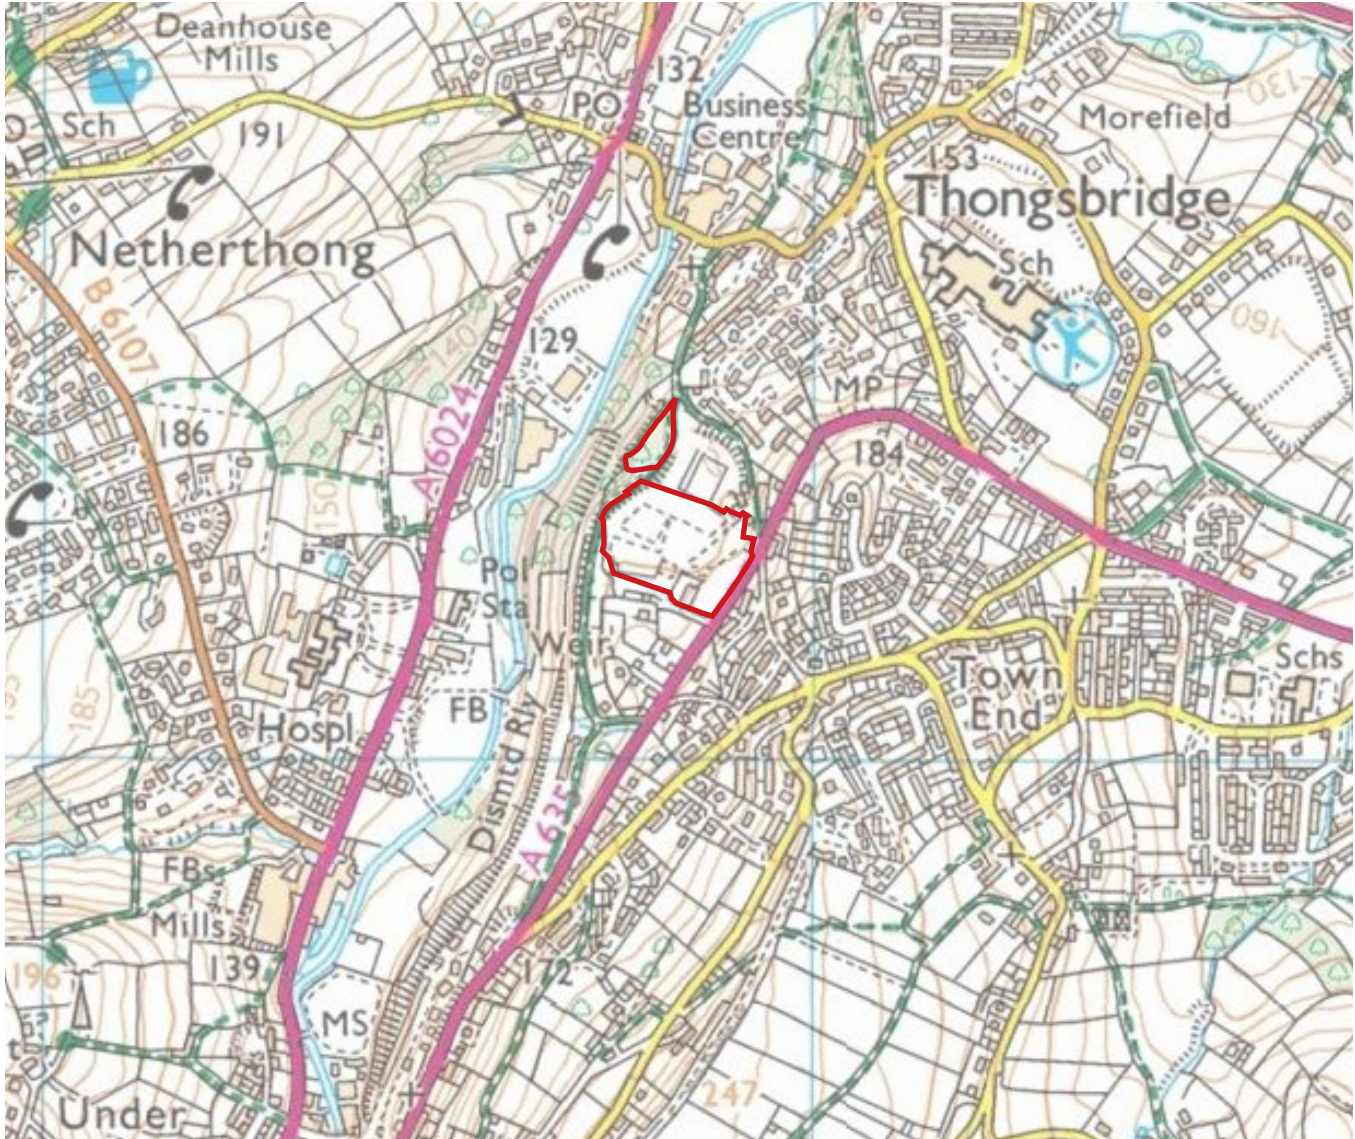 Deanhouse
Mills
132
PO
Business
Centre
Sch
191
Morefield
130
153
Thongsbridge
Netherthong
Sch
B 6107
160
129
140
MP
A6024
186
184
150
Pol
Sta
Weir
Town
End
Schs
185
FB
Hospl
Dismtd Rly
A 635
FBs
Mills
139
172
196
MS
247
Under